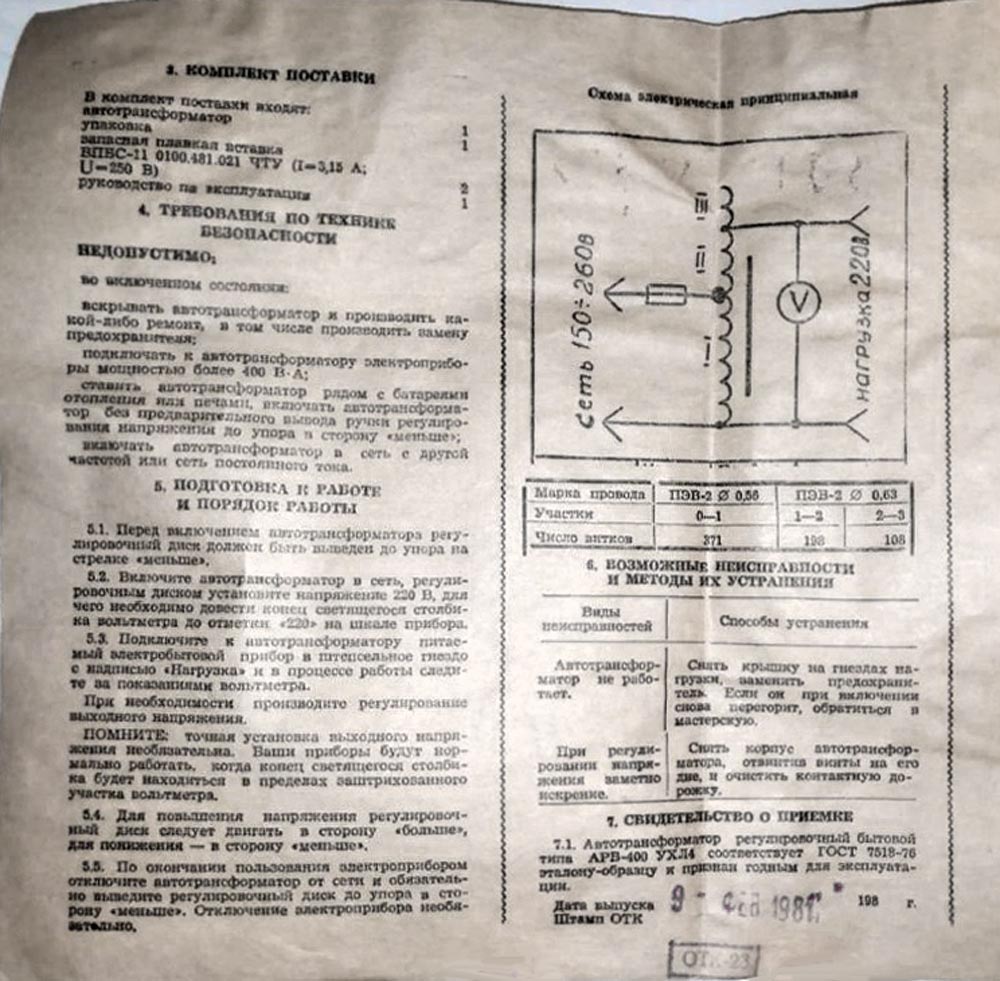 3. КОМПЛЕКТ ПОСТАВКИ
В комплект поставки входят:
автотрансформатор 1
упаковка 1
запасная плавкая вставка
ВПБС-11 0100.481.021 ЧТУ (I=3,15 А;
U=250 В) 2
руководство по эксплуатации 1
4. ТРЕБОВАНИЯ ПО ТЕХНИКЕ
БЕЗОПАСНОСТИ
НЕДОПУСТИМО:
во включенном состоянии:
вскрывать автотрансформатор и производить ка-
кой-либо ремонт, в том числе производить замену
предохранителя;
подключать к автотрансформатору электроприбо-
ры мощностью более 400 В·А;
ставить автотрансформатор рядом с батареями
отопления или печами, включать автотрансформа-
тор без предварительного вывода ручки регулиро-
вания напряжения до упора в сторону «меньше»;
включать автотрансформатор в сеть с другой
частотой или сеть постоянного тока.
5. ПОДГОТОВКА К РАБОТЕ
И ПОРЯДОК РАБОТЫ
5.1. Перед включением автотрансформатора регу-
лировочный диск должен быть выведен до упора на
стрелке «меньше».
5.2. Включите автотрансформатор в сеть, регули-
ровочным диском установите напряжение 220 В, для
чего необходимо довести конец светящегося столби-
ка вольтметра до отметки «220» на шкале прибора.
5.3. Подключите к автотрансформатору питае-
мый электробытовой прибор в штепсельное гнездо
с надписью «Нагрузка» и в процессе работы следи-
те за показаниями вольтметра.
При необходимости производите регулирование
выходного напряжения.
ПОМНИТЕ: точная установка выходного напря-
жения необязательна. Ваши приборы будут нор-
мально работать, когда конец светящегося столби-
ка будет находиться в пределах заштрихованного
участка вольтметра.
5.4. Для повышения напряжения регулировоч-
ный диск следует двигать в сторону «больше»,
для понижения — в сторону «меньше».
5.5. По окончании пользования электроприбором
отключите автотрансформатор от сети и обязатель-
но выведите регулировочный диск до упора в сто-
рону «меньше». Отключение электроприбора необя-
зательно.
Схема электрическая принципиальная
сеть 150÷260В
I
II
III
V
нагрузка 220В
Марка провода ПЭВ-2 ∅ 0,56 ПЭВ-2 ∅ 0,63
Участки 0—1 1—2 2—3
Число витков 371 198 108
6. ВОЗМОЖНЫЕ НЕИСПРАВНОСТИ
И МЕТОДЫ ИХ УСТРАНЕНИЯ
Виды
неисправностей
Способы устранения
Автотрансфор-
матор не рабо-
тает.
Снять крышку на гнездах на-
грузки, заменить предохрани-
тель. Если он при включении
снова перегорит, обратиться в
мастерскую.
При регули-
ровании напря-
жения заметно
искрение.
Снять корпус автотрансфор-
матора, отвинтив винты на его
дне, и очистить контактную до-
рожку.
7. СВИДЕТЕЛЬСТВО О ПРИЕМКЕ
7.1. Автотрансформатор регулировочный бытовой
типа АРВ-400 УХЛ4 соответствует ГОСТ 7518-76
эталону-образцу и признан годным для эксплуата-
ции.
Дата выпуска 9 - 1981 198 г.
Штамп ОТК
ОТК-23